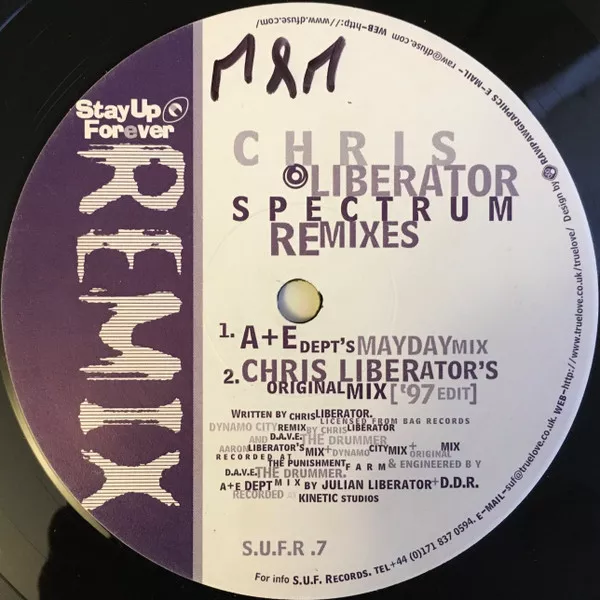 M&M
Stay Up
Forever
REMIX
CHRIS
LIBERATOR
SPECTRUM
REMIXES
1. A+E DEPT'S MAYDAY MIX
2. CHRIS LIBERATOR'S
ORIGINAL MIX ['97 EDIT]
WRITTEN BY CHRIS LIBERATOR.
LICENSED FROM BAG RECORDS
DYNAMO CITY REMIX BY CHRIS LIBERATOR
AND D.A.V.E. THE DRUMMER
AARON LIBERATOR'S MIX + DYNAMO CITY MIX + ORIGINAL MIX
RECORDED AT THE PUNISHMENT FARM & ENGINEERED BY
D.A.V.E. THE DRUMMER.
A+E DEPT MIX BY JULIAN LIBERATOR + D.D.R.
RECORDED AT KINETIC STUDIOS
S.U.F.R .7
For info S.U.F. RECORDS. TEL+44 (0)171 837 0594. E-MAIL-suf@truelove.co.uk. WEB-http://www.truelove.co.uk/truelove/ Design by RAWPAWGRAPHICS E-MAIL- raw@dfuse.com WEB-http://www.dfuse.com/